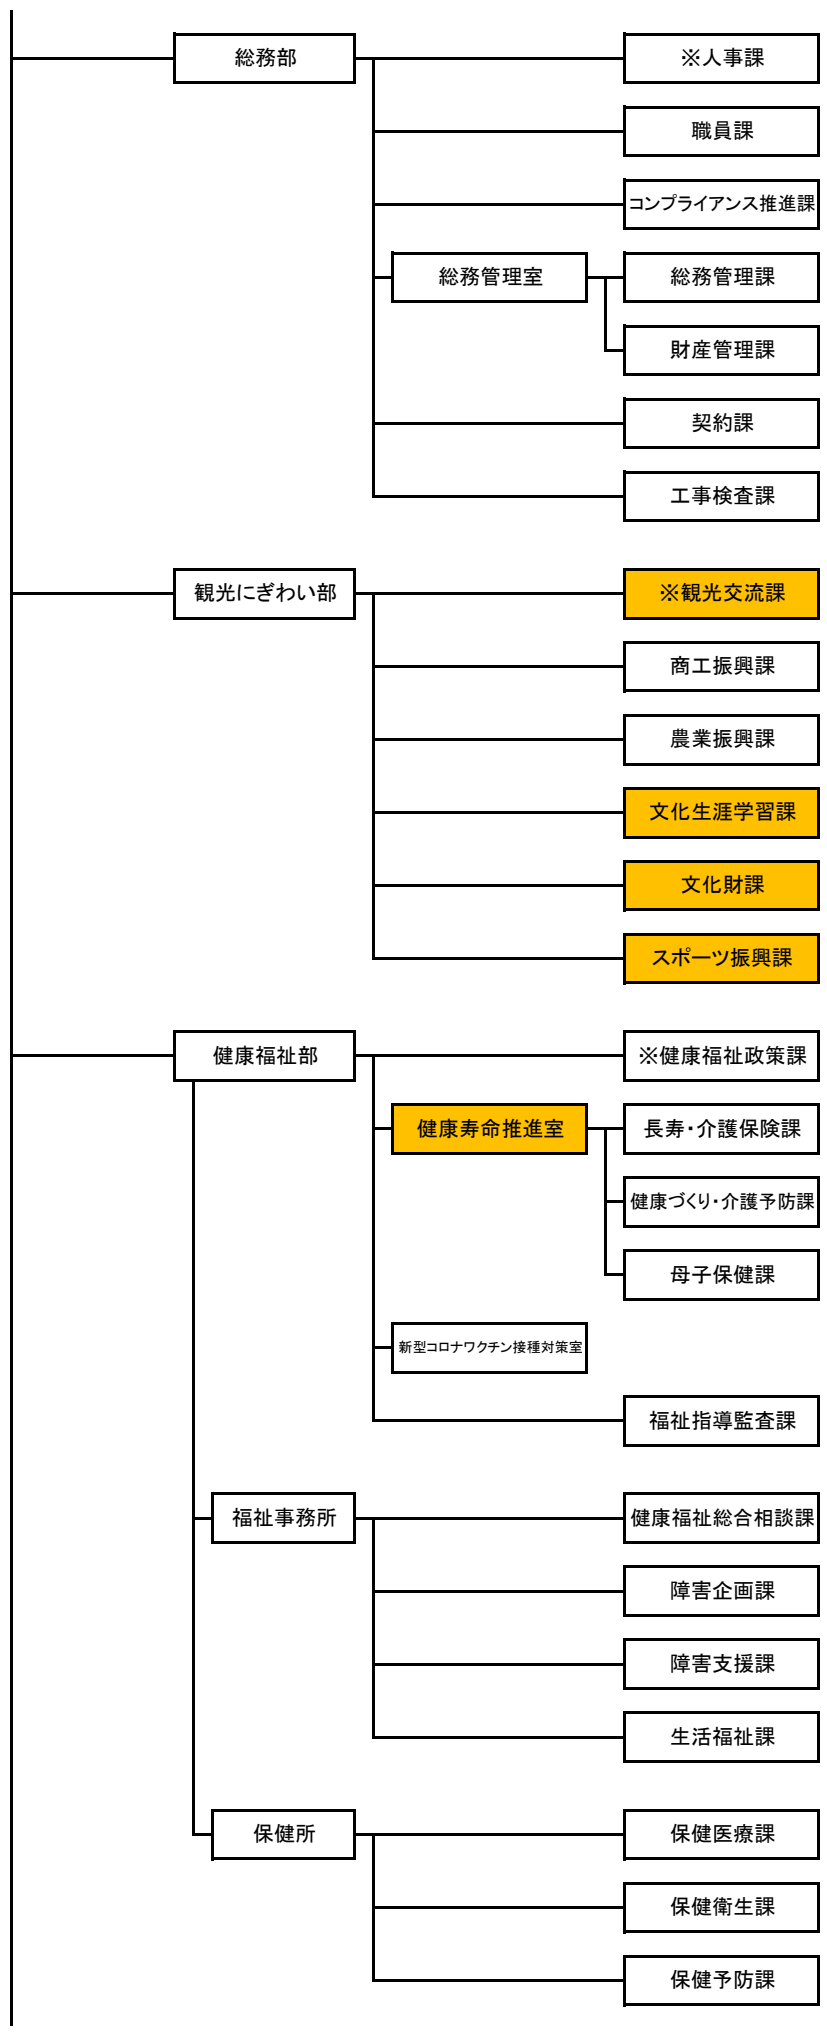 総務部
※人事課
職員課
コンプライアンス推進課
総務管理室
総務管理課
財産管理課
契約課
工事検査課
観光にぎわい部
※観光交流課
商工振興課
農業振興課
文化生涯学習課
文化財課
スポーツ振興課
健康福祉部
※健康福祉政策課
健康寿命推進室
長寿・介護保険課
健康づくり・介護予防課
母子保健課
新型コロナワクチン接種対策室
福祉指導監査課
福祉事務所
健康福祉総合相談課
障害企画課
障害支援課
生活福祉課
保健所
保健医療課
保健衛生課
保健予防課